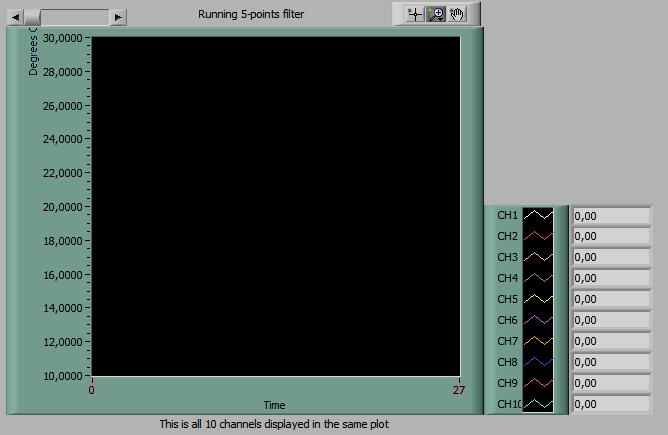 Running 5-points filter
Degrees C
30,0000
28,0000
26,0000
24,0000
22,0000
20,0000
18,0000
16,0000
14,0000
12,0000
10,0000
0
27
Time
CH1 0,00
CH2 0,00
CH3 0,00
CH4 0,00
CH5 0,00
CH6 0,00
CH7 0,00
CH8 0,00
CH9 0,00
CH10 0,00
This is all 10 channels displayed in the same plot